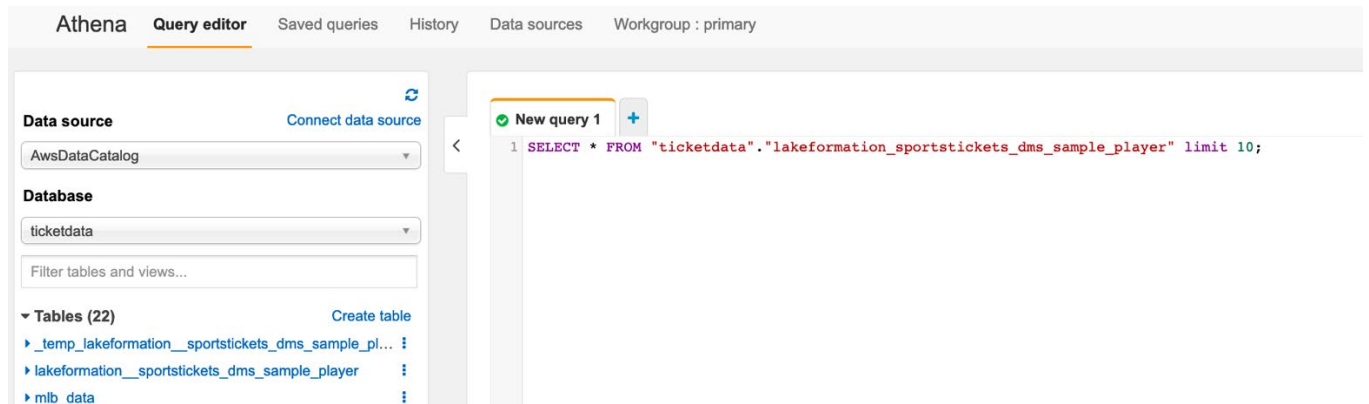 Athena Query editor Saved queries History Data sources Workgroup : primary
Data source Connect data source
AwsDataCatalog
Database
ticketdata
Filter tables and views...
Tables (22) Create table
_temp_lakeformation__sportstickets_dms_sample_pl...
lakeformation__sportstickets_dms_sample_player
mlb_data
New query 1 +
1 SELECT * FROM "ticketdata"."lakeformation_sportstickets_dms_sample_player" limit 10;